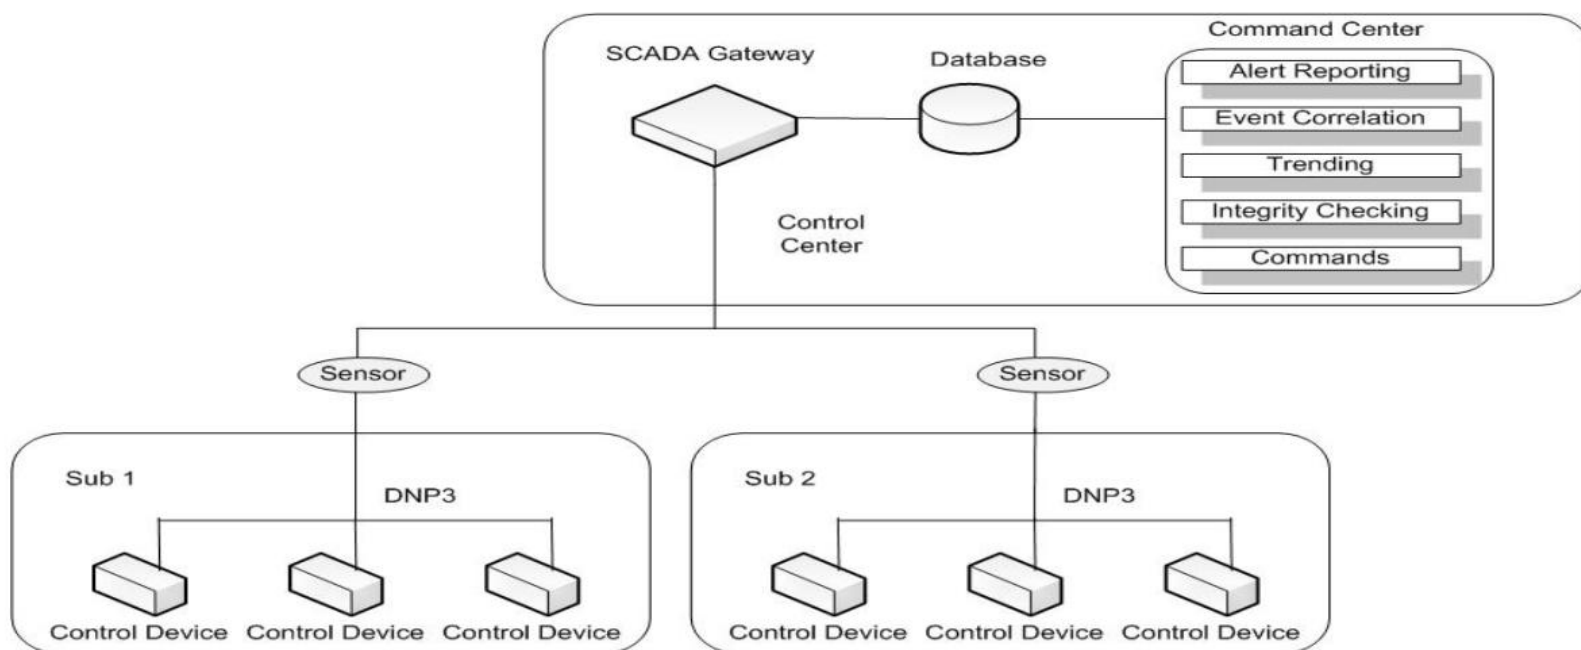 Command Center
SCADA Gateway
Database
Alert Reporting
Event Correlation
Trending
Integrity Checking
Commands
Control
Center
Sensor
Sensor
Sub 1
DNP3
Control Device
Control Device
Control Device
Sub 2
DNP3
Control Device
Control Device
Control Device